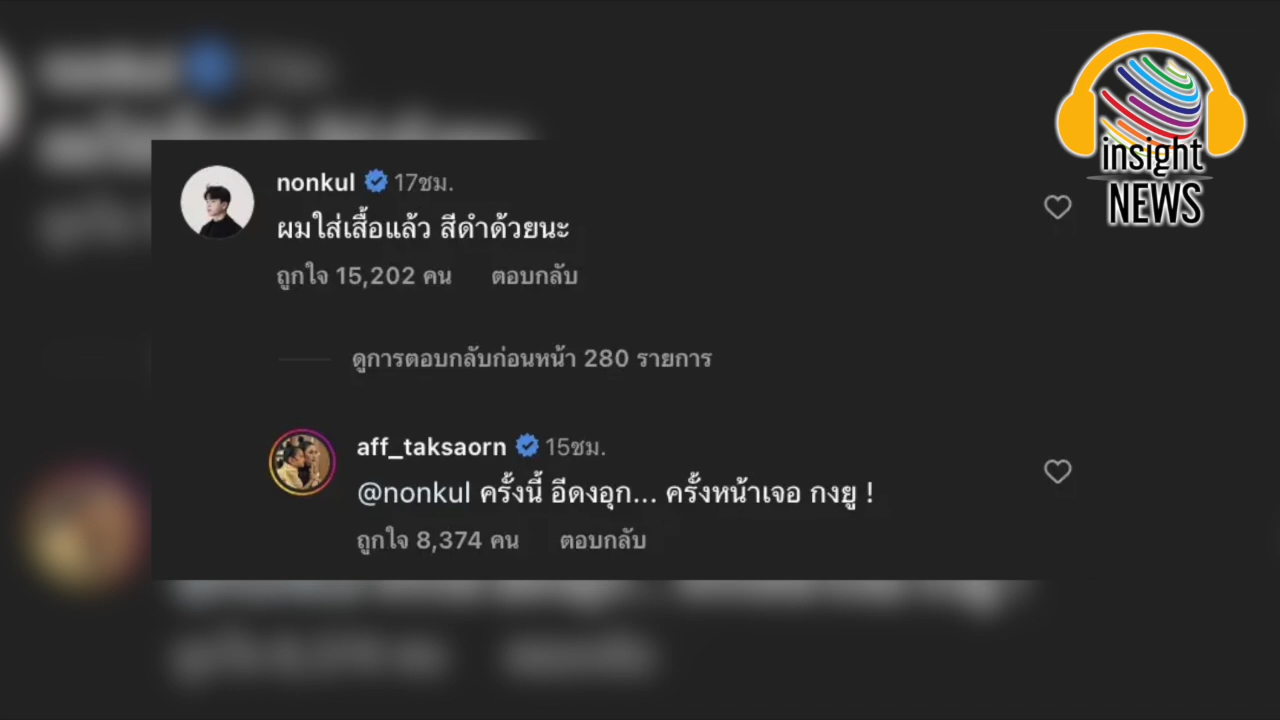 insight
NEWS
nonkul 17ชม.
ผมใส่เสื้อแล้ว สีดำด้วยนะ
ถูกใจ 15,202 คน ตอบกลับ
ดูการตอบกลับก่อนหน้า 280 รายการ
aff_taksaorn 15ชม.
@nonkul ครั้งนี้ อีดงอุก... ครั้งหน้าเจอ กงยู !
ถูกใจ 8,374 คน ตอบกลับ